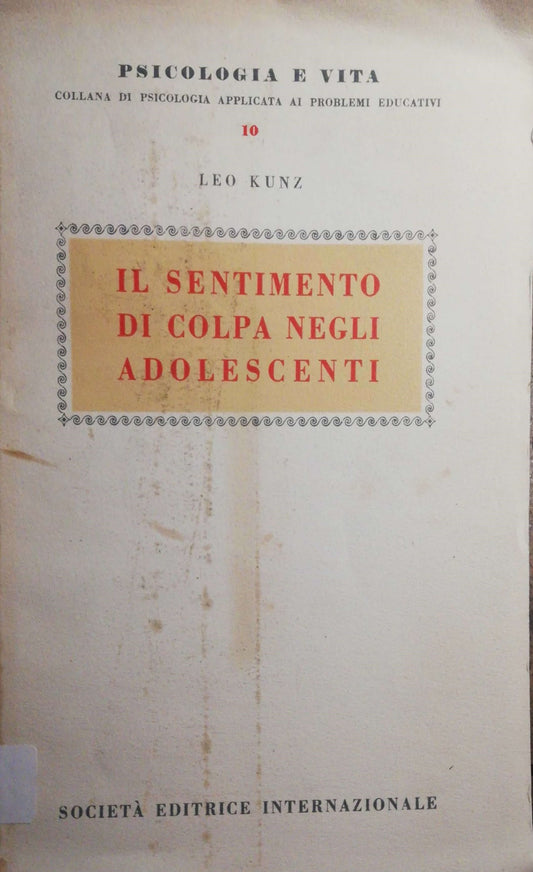 PSICOLOGIA E VITA
COLLANA DI PSICOLOGIA APPLICATA AI PROBLEMI EDUCATIVI
10
LEO KUNZ
IL SENTIMENTO
DI COLPA NEGLI
ADOLESCENTI
SOCIETÀ EDITRICE INTERNAZIONALE